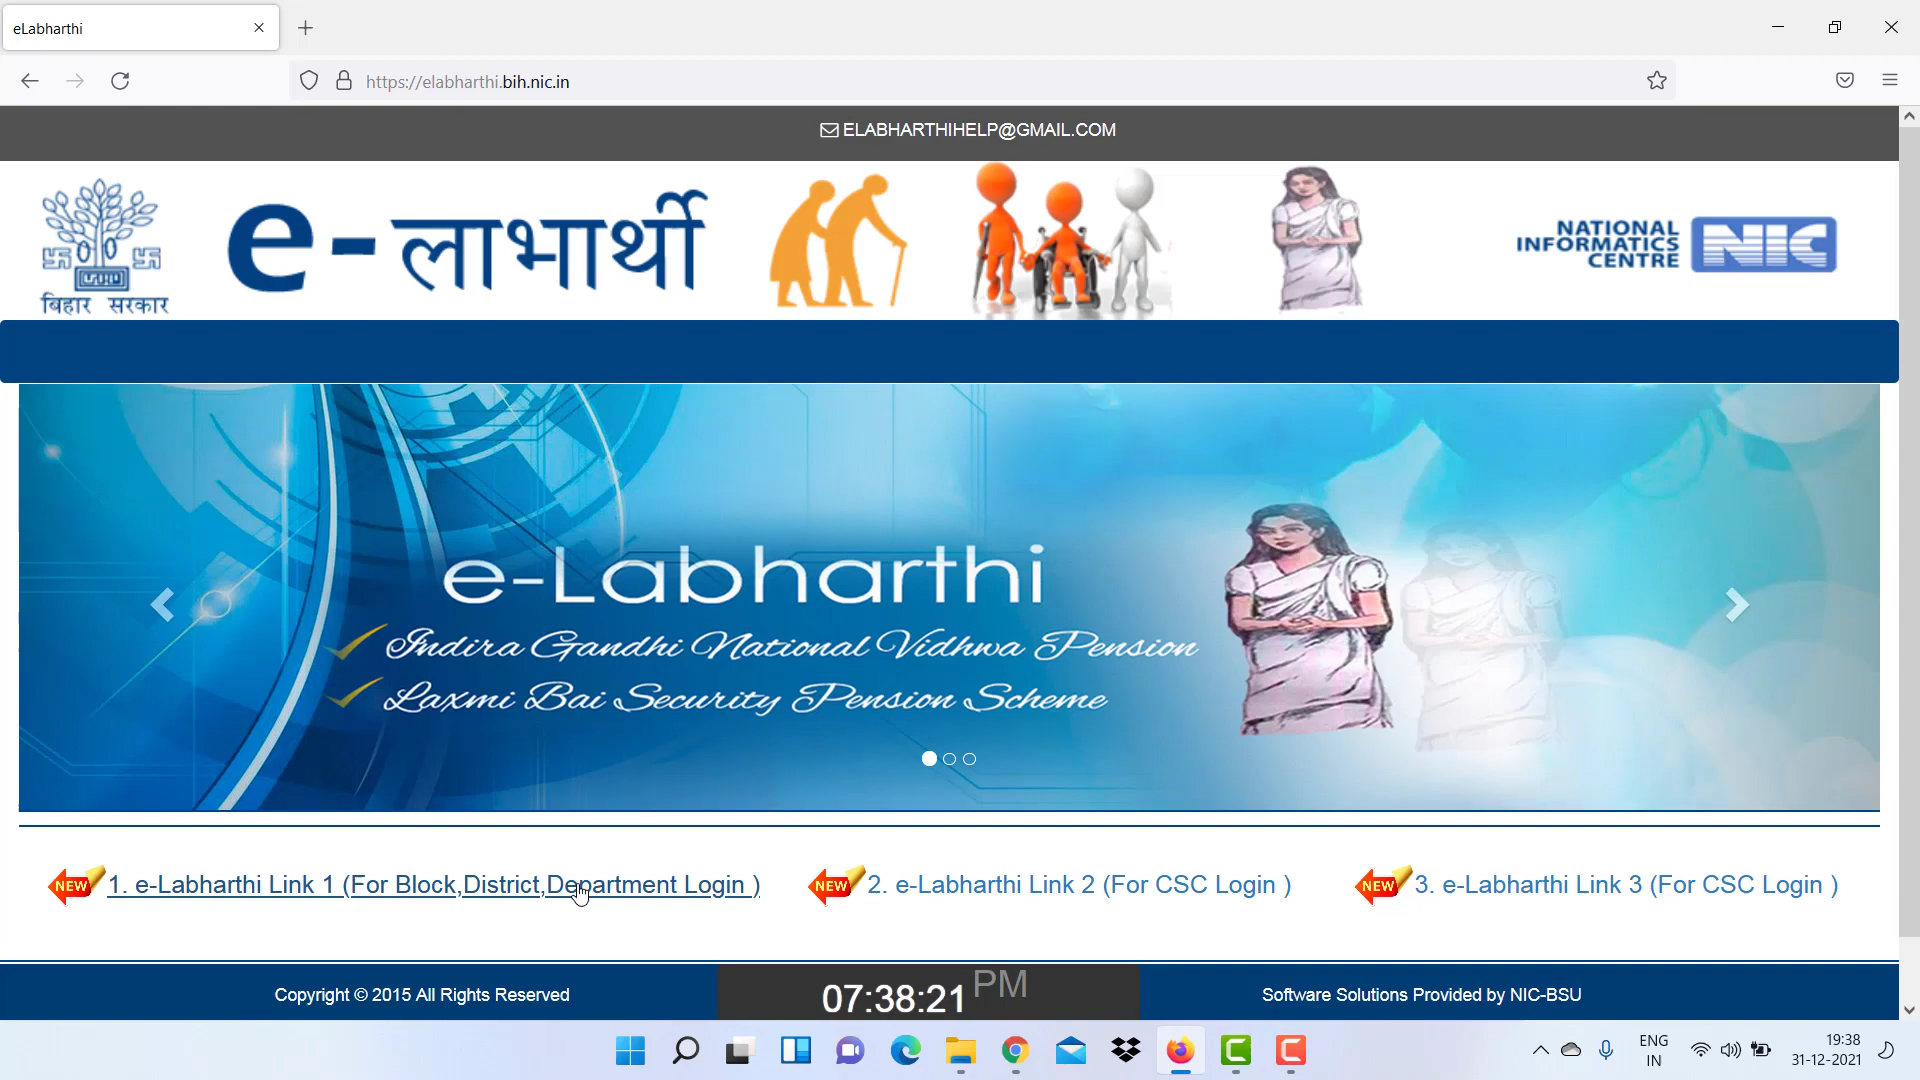 eLabharthi
https://elabharthi.bih.nic.in
ELABHARTHIHELP@GMAIL.COM
बिहार सरकार
e-लाभार्थी
NATIONAL
INFORMATICS
CENTRE
NIC
e-Labharthi
Indira Gandhi National Vidhwa Pension
Laxmi Bai Security Pension Scheme
NEW 1. e-Labharthi Link 1 (For Block,District,Department Login )
NEW 2. e-Labharthi Link 2 (For CSC Login )
NEW 3. e-Labharthi Link 3 (For CSC Login )
Copyright © 2015 All Rights Reserved
07:38:21 PM
Software Solutions Provided by NIC-BSU
ENG
IN
19:38
31-12-2021